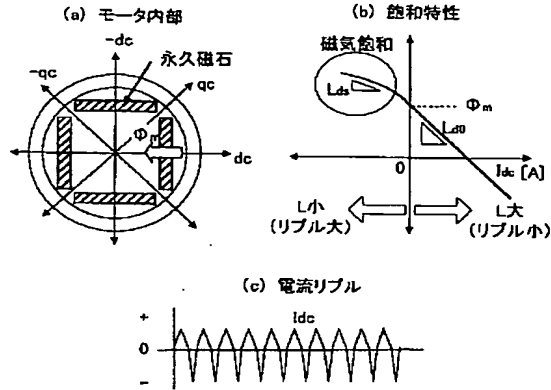 (a) モータ内部
(b) 飽和特性
-dc
-qc
永久磁石
qc
Φm
dc
磁気飽和
Lds
Φm
Ld0
0
Idc [A]
L小
(リプル大)
L大
(リプル小)
(c) 電流リプル
+
Idc
0
-